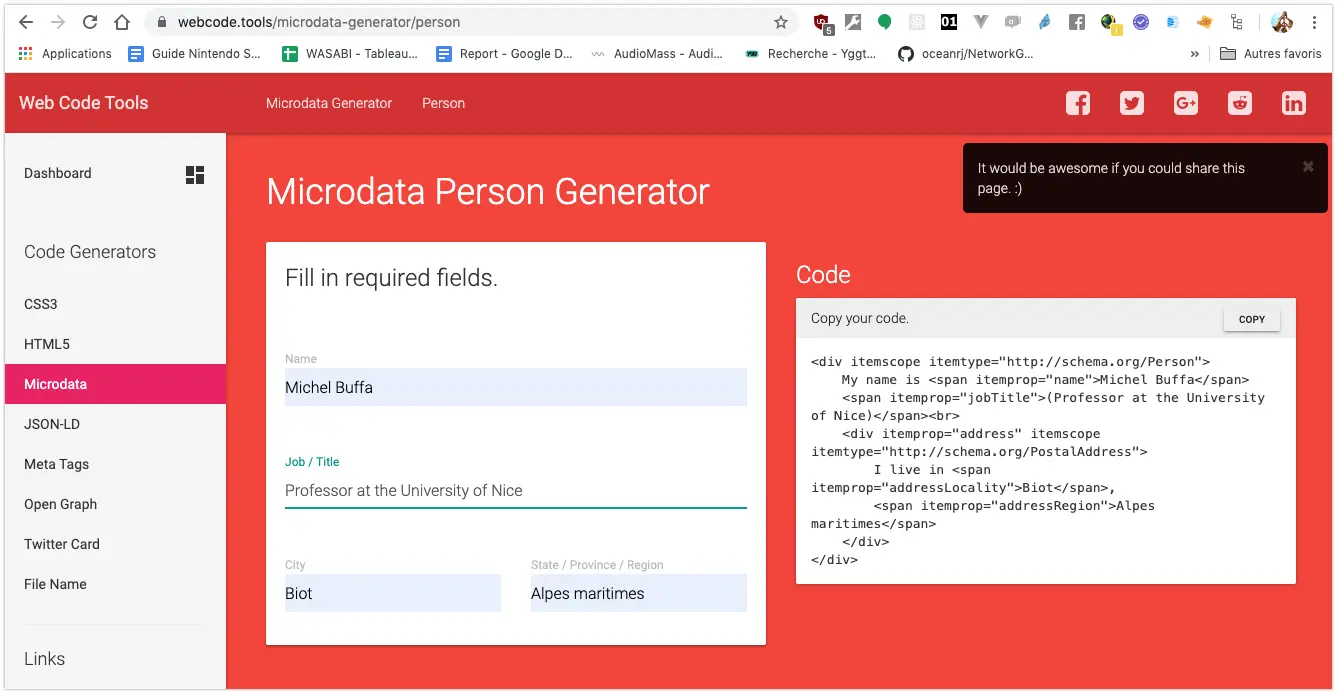 webcode.tools/microdata-generator/person
5
01
1
Applications
Guide Nintendo S...
WASABI - Tableau...
Report - Google D...
AudioMass - Audi...
Recherche - Yggt...
oceanrj/NetworkG...
»
Autres favoris
Web Code Tools
Microdata Generator
Person
Dashboard
Code Generators
CSS3
HTML5
Microdata
JSON-LD
Meta Tags
Open Graph
Twitter Card
File Name
Links
It would be awesome if you could share this
page. :)
Microdata Person Generator
Fill in required fields.
Name
Michel Buffa
Job / Title
Professor at the University of Nice
City
State / Province / Region
Biot
Alpes maritimes
Code
Copy your code.
COPY
<div itemscope itemtype="http://schema.org/Person">
My name is <span itemprop="name">Michel Buffa</span>
<span itemprop="jobTitle">(Professor at the University
of Nice)</span><br>
<div itemprop="address" itemscope
itemtype="http://schema.org/PostalAddress">
I live in <span
itemprop="addressLocality">Biot</span>,
<span itemprop="addressRegion">Alpes
maritimes</span>
</div>
</div>